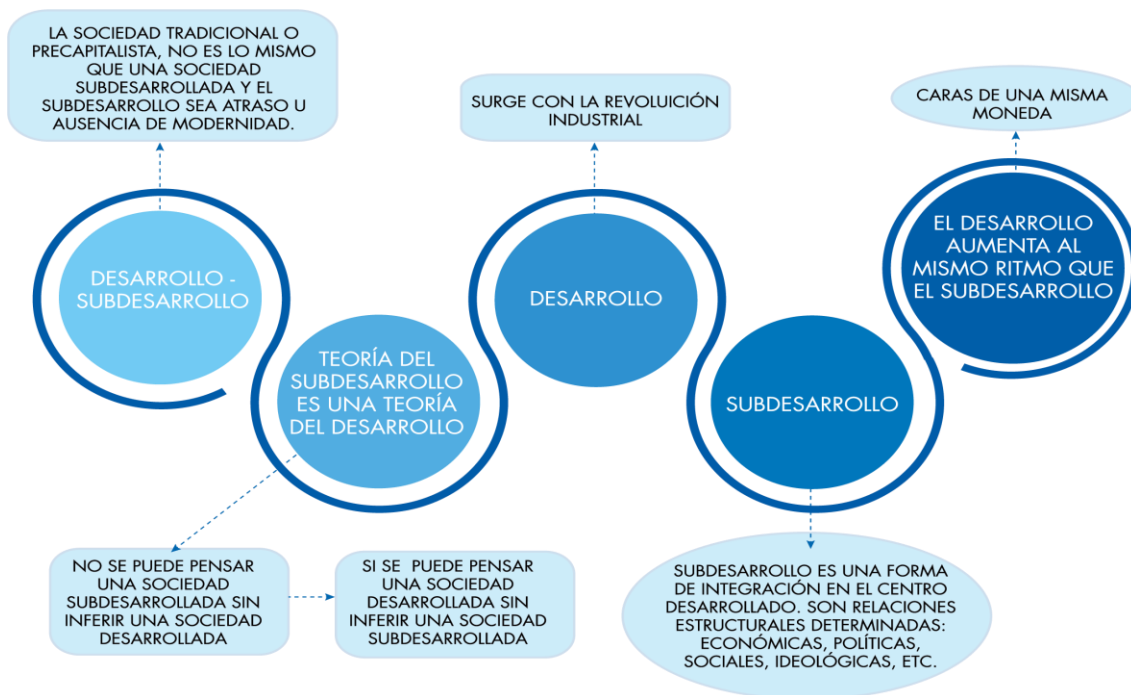 LA SOCIEDAD TRADICIONAL O
PRECAPITALISTA, NO ES LO MISMO
QUE UNA SOCIEDAD
SUBDESARROLLADA Y EL
SUBDESARROLLO SEA ATRASO U
AUSENCIA DE MODERNIDAD.
SURGE CON LA REVOLUICIÓN
INDUSTRIAL
CARAS DE UNA MISMA
MONEDA
DESARROLLO -
SUBDESARROLLO
TEORÍA DEL
SUBDESARROLLO
ES UNA TEORÍA
DEL DESARROLLO
DESARROLLO
SUBDESARROLLO
EL DESARROLLO
AUMENTA AL
MISMO RITMO QUE
EL SUBDESARROLLO
NO SE PUEDE PENSAR
UNA SOCIEDAD
SUBDESARROLLADA SIN
INFERIR UNA SOCIEDAD
DESARROLLADA
SI SE PUEDE PENSAR
UNA SOCIEDAD
DESARROLLADA SIN
INFERIR UNA SOCIEDAD
SUBDESARROLLADA
SUBDESARROLLO ES UNA FORMA
DE INTEGRACIÓN EN EL CENTRO
DESARROLLADO. SON RELACIONES
ESTRUCTURALES DETERMINADAS:
ECONÓMICAS, POLÍTICAS,
SOCIALES, IDEOLÓGICAS, ETC.